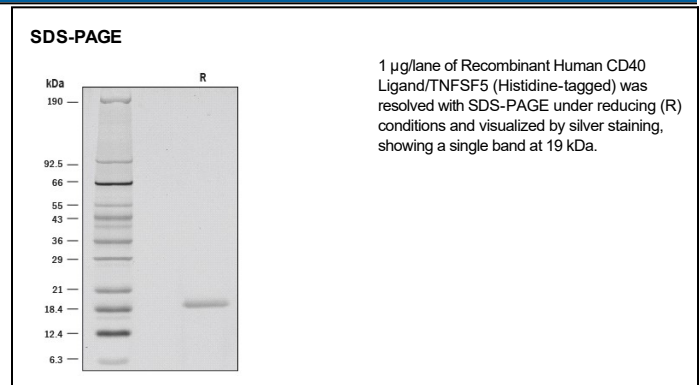 SDS-PAGE
kDa
R
190
92.5
66
55
43
36
29
21
18.4
12.4
6.3
1 µg/lane of Recombinant Human CD40
Ligand/TNFSF5 (Histidine-tagged) was
resolved with SDS-PAGE under reducing (R)
conditions and visualized by silver staining,
showing a single band at 19 kDa.